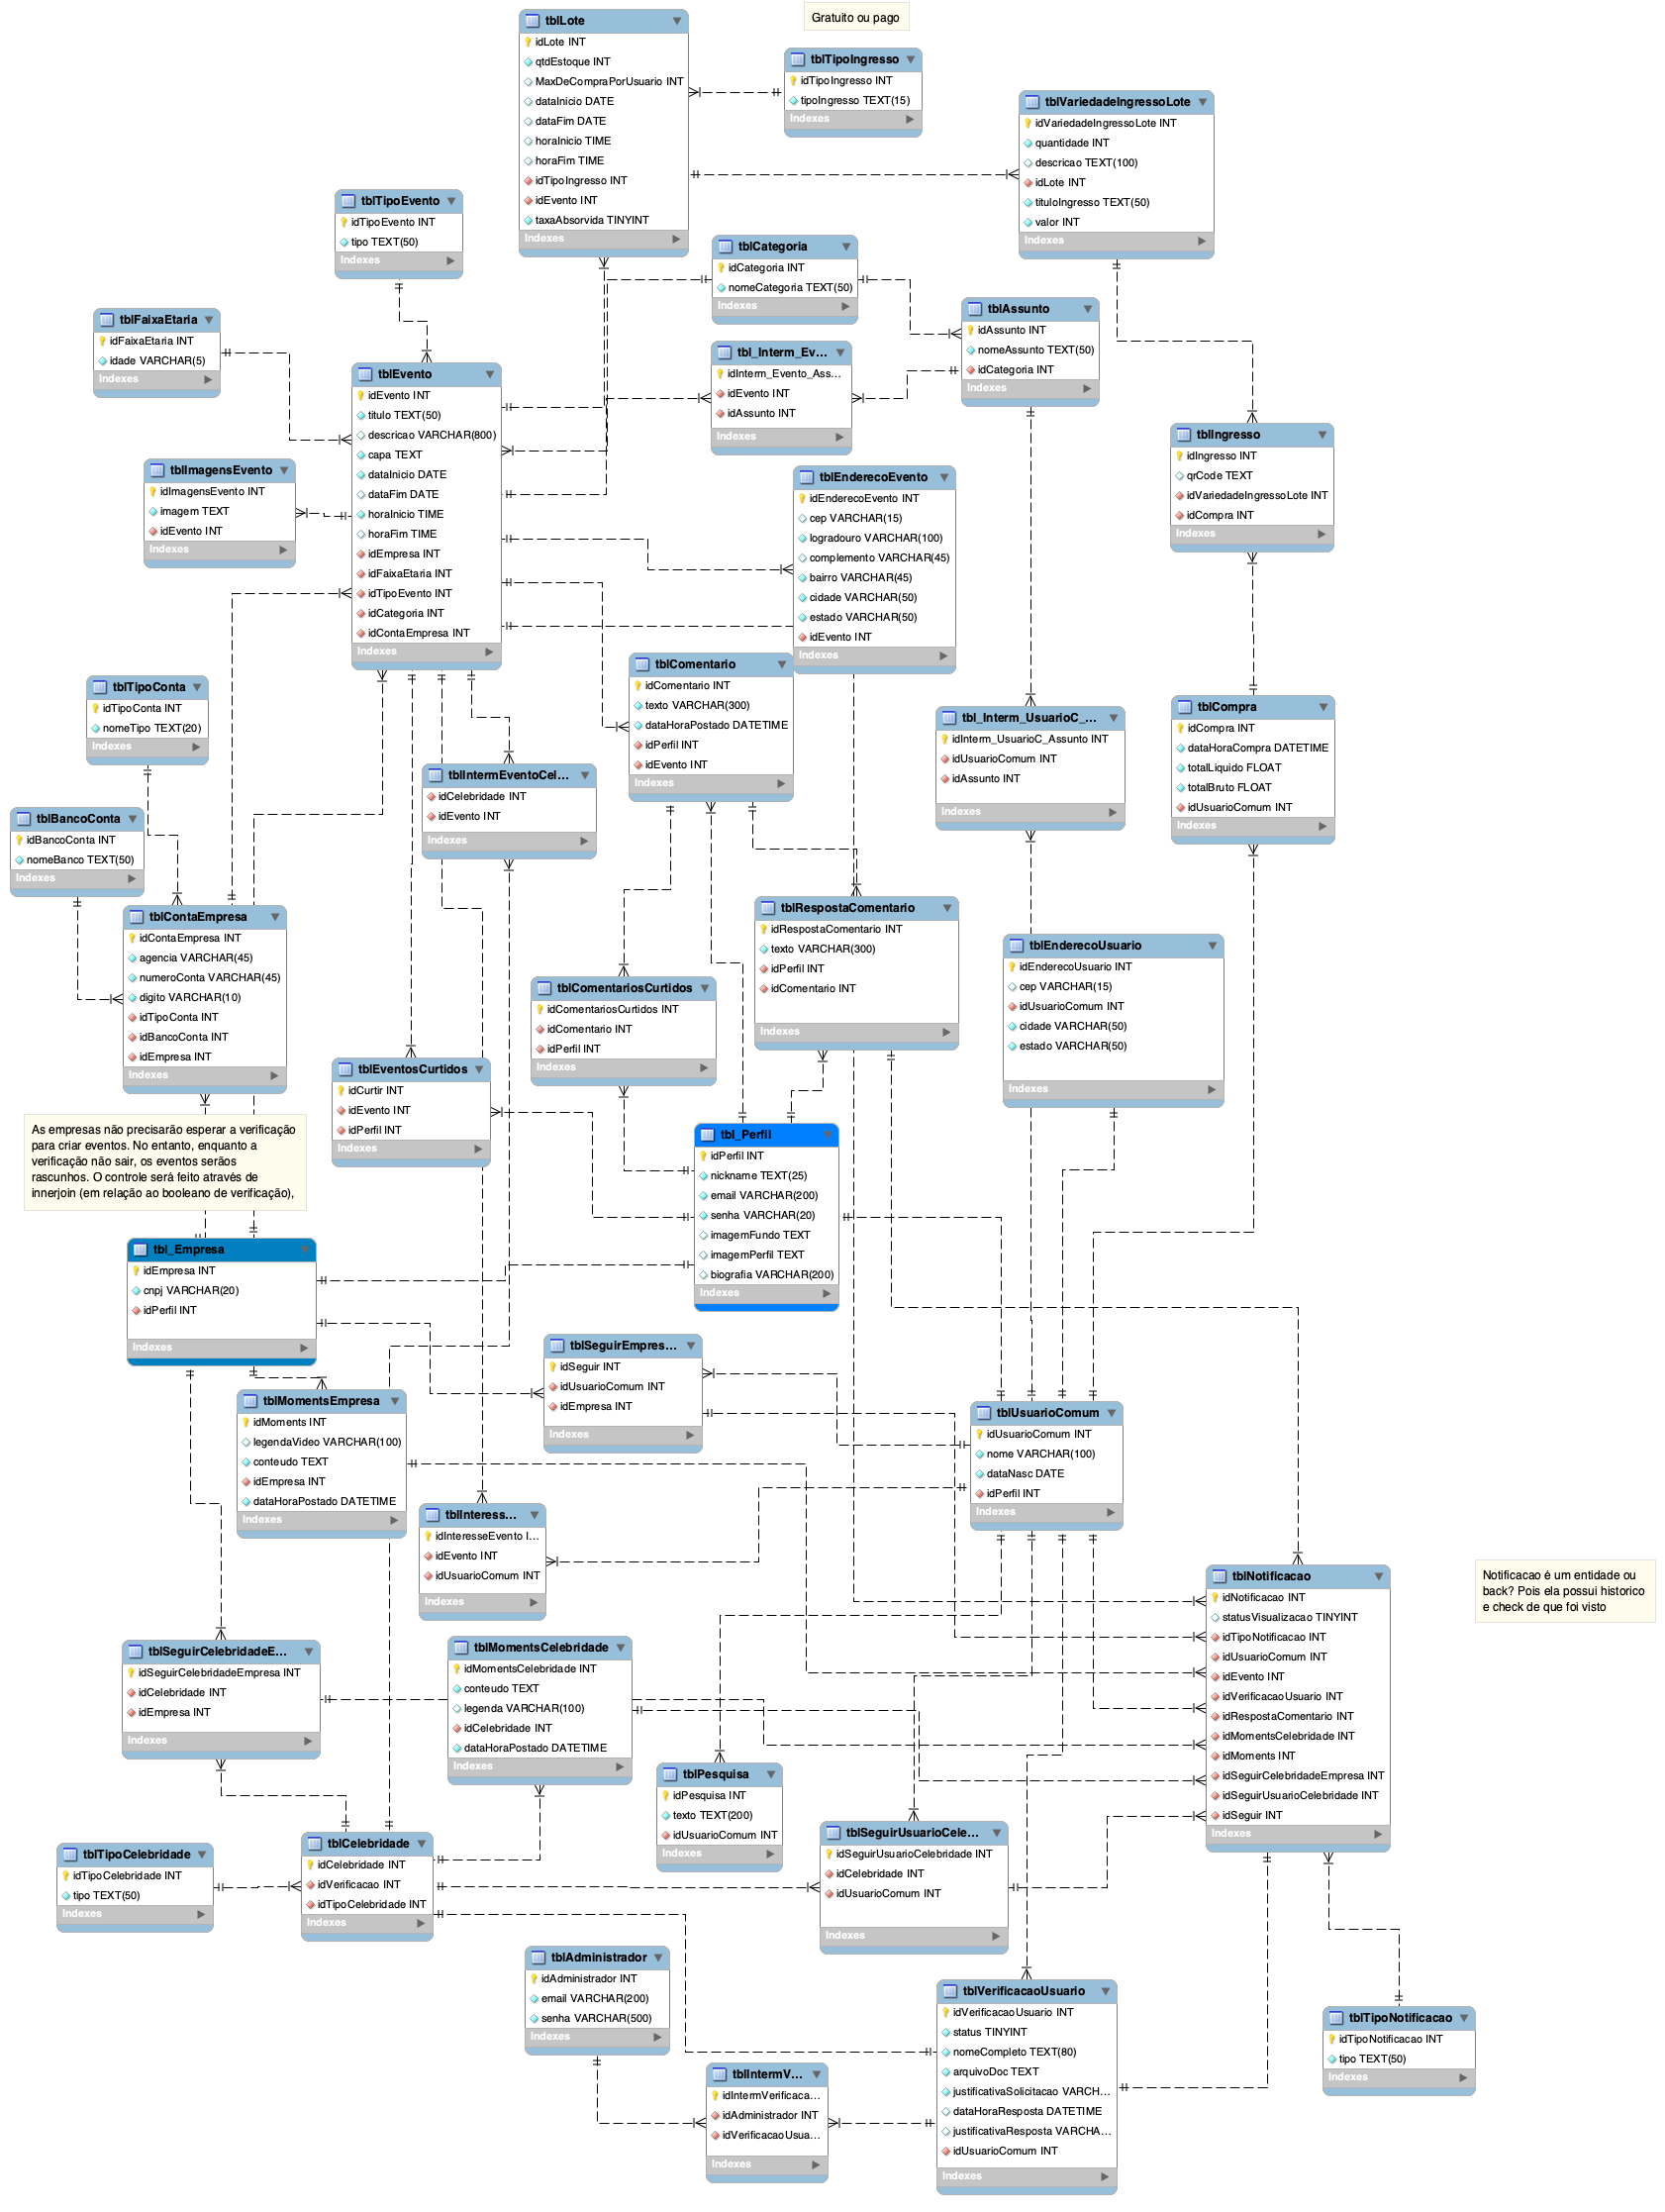 Gratuito ou pago
tblLote
idLote INT
qtdEstoque INT
MaxDeCompraPorUsuario INT
dataInicio DATE
dataFim DATE
horaInicio TIME
horaFim TIME
idTipoIngresso INT
idEvento INT
taxaAbsorvida TINYINT
Indexes
tblTipoIngresso
idTipoIngresso INT
tipoIngresso TEXT(15)
Indexes
tblVariedadeIngressoLote
idVariedadeIngressoLote INT
quantidade INT
descricao TEXT(100)
idLote INT
tituloIngresso TEXT(50)
valor INT
Indexes
tblTipoEvento
idTipoEvento INT
tipo TEXT(50)
Indexes
tblCategoria
idCategoria INT
nomeCategoria TEXT(50)
Indexes
tblAssunto
idAssunto INT
nomeAssunto TEXT(50)
idCategoria INT
Indexes
tblFaixaEtaria
idFaixaEtaria INT
idade VARCHAR(5)
Indexes
tbl_Interm_Ev...
idInterm_Evento_Ass...
idEvento INT
idAssunto INT
Indexes
tblEvento
idEvento INT
titulo TEXT(50)
descricao VARCHAR(800)
capa TEXT
dataInicio DATE
dataFim DATE
horaInicio TIME
horaFim TIME
idEmpresa INT
idFaixaEtaria INT
idTipoEvento INT
idCategoria INT
idContaEmpresa INT
Indexes
tblIngresso
idIngresso INT
qrCode TEXT
idVariedadeIngressoLote INT
idCompra INT
Indexes
tblImagensEvento
idImagensEvento INT
imagem TEXT
idEvento INT
Indexes
tblEnderecoEvento
idEnderecoEvento INT
cep VARCHAR(15)
logradouro VARCHAR(100)
complemento VARCHAR(45)
bairro VARCHAR(45)
cidade VARCHAR(50)
estado VARCHAR(50)
idEvento INT
Indexes
tblComentario
idComentario INT
texto VARCHAR(300)
dataHoraPostado DATETIME
idPerfil INT
idEvento INT
Indexes
tblTipoConta
idTipoConta INT
nomeTipo TEXT(20)
Indexes
tbl_Interm_UsuarioC_...
idInterm_UsuarioC_Assunto INT
idUsuarioComum INT
idAssunto INT
Indexes
tblCompra
idCompra INT
dataHoraCompra DATETIME
totalLiquido FLOAT
totalBruto FLOAT
idUsuarioComum INT
Indexes
tblIntermEventoCel...
idCelebridade INT
idEvento INT
Indexes
tblBancoConta
idBancoConta INT
nomeBanco TEXT(50)
Indexes
tblContaEmpresa
idContaEmpresa INT
agencia VARCHAR(45)
numeroConta VARCHAR(45)
digito VARCHAR(10)
idTipoConta INT
idBancoConta INT
idEmpresa INT
Indexes
tblRespostaComentario
idRespostaComentario INT
texto VARCHAR(300)
idPerfil INT
idComentario INT
Indexes
tblEnderecoUsuario
idEnderecoUsuario INT
cep VARCHAR(15)
idUsuarioComum INT
cidade VARCHAR(50)
estado VARCHAR(50)
Indexes
tblComentariosCurtidos
idComentariosCurtidos INT
idComentario INT
idPerfil INT
Indexes
tblEventosCurtidos
idCurtir INT
idEvento INT
idPerfil INT
Indexes
As empresas não precisarão esperar a verificação
para criar eventos. No entanto, enquanto a
verificação não sair, os eventos serãos
rascunhos. O controle será feito através de
innerjoin (em relação ao booleano de verificação),
tbl_Perfil
idPerfil INT
nickname TEXT(25)
email VARCHAR(200)
senha VARCHAR(20)
imagemFundo TEXT
imagemPerfil TEXT
biografia VARCHAR(200)
Indexes
tbl_Empresa
idEmpresa INT
cnpj VARCHAR(20)
idPerfil INT
Indexes
tblSeguirEmpres...
idSeguir INT
idUsuarioComum INT
idEmpresa INT
Indexes
tblMomentsEmpresa
idMoments INT
legendaVideo VARCHAR(100)
conteudo TEXT
idEmpresa INT
dataHoraPostado DATETIME
Indexes
tblUsuarioComum
idUsuarioComum INT
nome VARCHAR(100)
dataNasc DATE
idPerfil INT
Indexes
tblInteress...
idInteresseEvento I...
idEvento INT
idUsuarioComum INT
Indexes
tblNotificacao
idNotificacao INT
statusVisualizacao TINYINT
idTipoNotificacao INT
idUsuarioComum INT
idEvento INT
idVerificacaoUsuario INT
idRespostaComentario INT
idMomentsCelebridade INT
idMoments INT
idSeguirCelebridadeEmpresa INT
idSeguirUsuarioCelebridade INT
idSeguir INT
Indexes
Notificacao é um entidade ou
back? Pois ela possui historico
e check de que foi visto
tblSeguirCelebridadeE...
idSeguirCelebridadeEmpresa INT
idCelebridade INT
idEmpresa INT
Indexes
tblMomentsCelebridade
idMomentsCelebridade INT
conteudo TEXT
legenda VARCHAR(100)
idCelebridade INT
dataHoraPostado DATETIME
Indexes
tblPesquisa
idPesquisa INT
texto TEXT(200)
idUsuarioComum INT
Indexes
tblSeguirUsuarioCele...
idSeguirUsuarioCelebridade INT
idCelebridade INT
idUsuarioComum INT
Indexes
tblTipoCelebridade
idTipoCelebridade INT
tipo TEXT(50)
Indexes
tblCelebridade
idCelebridade INT
idVerificacao INT
idTipoCelebridade INT
Indexes
tblAdministrador
idAdministrador INT
email VARCHAR(200)
senha VARCHAR(500)
Indexes
tblVerificacaoUsuario
idVerificacaoUsuario INT
status TINYINT
nomeCompleto TEXT(80)
arquivoDoc TEXT
justificativaSolicitacao VARCH...
dataHoraResposta DATETIME
justificativaResposta VARCHA...
idUsuarioComum INT
Indexes
tblTipoNotificacao
idTipoNotificacao INT
tipo TEXT(50)
Indexes
tblIntermV...
idIntermVerificaca...
idAdministrador INT
idVerificacaoUsua...
Indexes